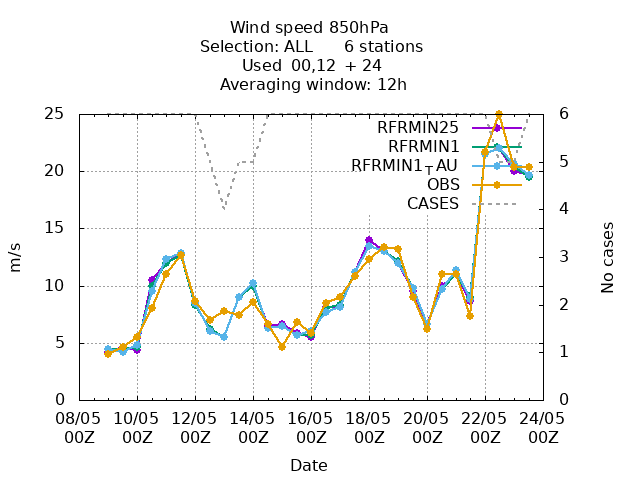 Wind speed 850hPa
Selection: ALL 6 stations
Used 00,12 + 24
Averaging window: 12h
25
20
15
10
5
0
m/s
6
5
4
3
2
1
0
No cases
RFRMIN25
RFRMIN1
RFRMIN1_TAU
OBS
CASES
08/05 10/05 12/05 14/05 16/05 18/05 20/05 22/05 24/05
00Z 00Z 00Z 00Z 00Z 00Z 00Z 00Z 00Z
Date